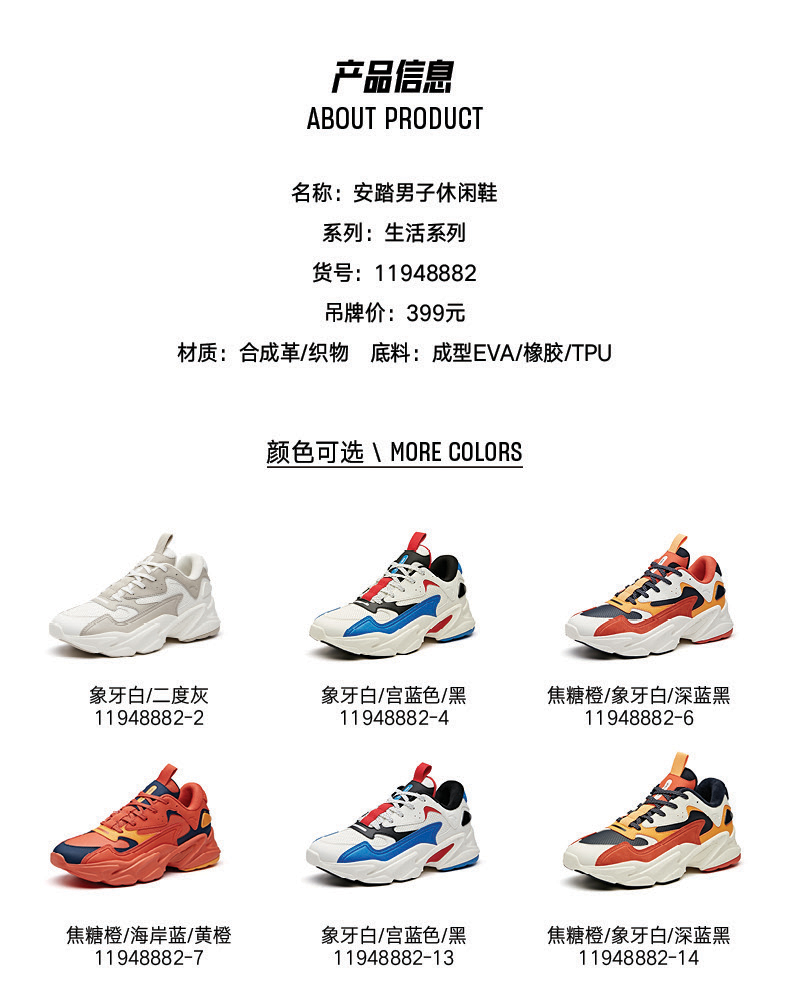 产品信息
ABOUT PRODUCT
名称：安踏男子休闲鞋
系列：生活系列
货号：11948882
吊牌价：399元
材质：合成革/织物 底料：成型EVA/橡胶/TPU
颜色可选 \ MORE COLORS
象牙白/二度灰
11948882-2
象牙白/宫蓝色/黑
11948882-4
焦糖橙/象牙白/深蓝黑
11948882-6
焦糖橙/海岸蓝/黄橙
11948882-7
象牙白/宫蓝色/黑
11948882-13
焦糖橙/象牙白/深蓝黑
11948882-14